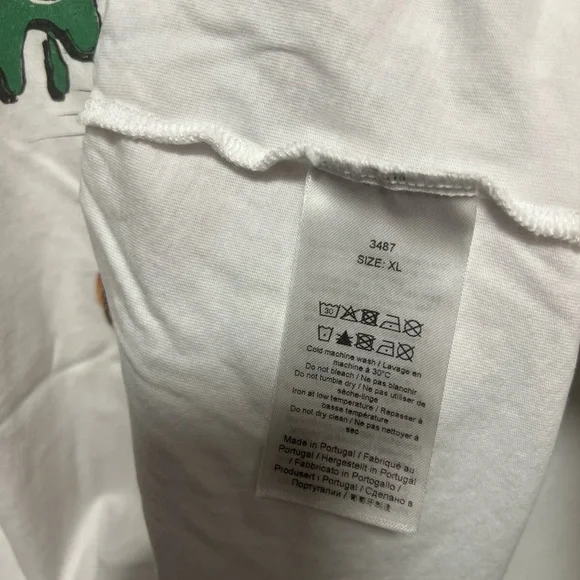 3487
SIZE: XL
30
Cold machine wash / Lavage en
machine à 30°C
Do not bleach / Ne pas blanchir
Do not tumble dry / Ne pas utiliser de
sèche-linge
Iron at low temperature / Repasser à
basse température
Do not dry clean / Ne pas nettoyer à
sec
Made in Portugal / Fabriqué au
Portugal / Hergestellt in Portugal
/ Fabbricato in Portogallo /
Produsert i Portugal / Сделано в
Португалии /